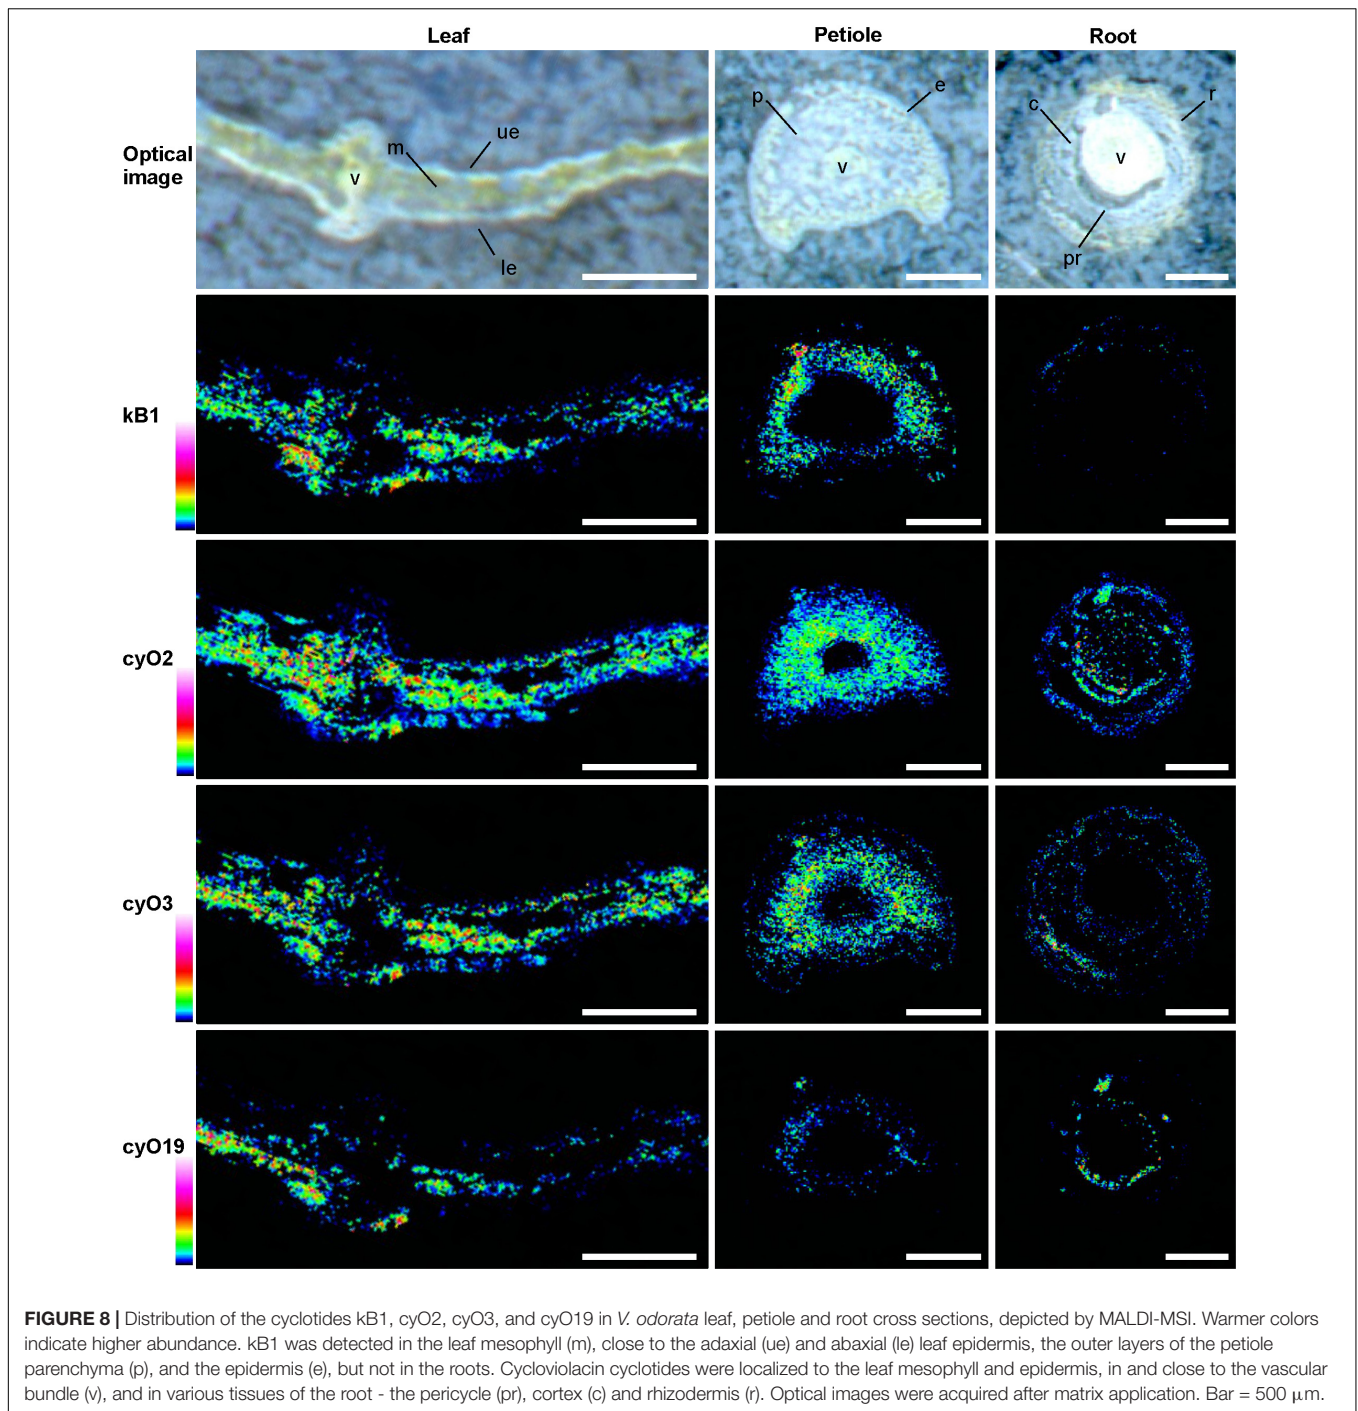 Leaf
Petiole
Root
Optical
image
v
m
ue
le
p
e
v
c
r
v
pr
kB1
cyO2
cyO3
cyO19
FIGURE 8 | Distribution of the cyclotides kB1, cyO2, cyO3, and cyO19 in V. odorata leaf, petiole and root cross sections, depicted by MALDI-MSI. Warmer colors
indicate higher abundance. kB1 was detected in the leaf mesophyll (m), close to the adaxial (ue) and abaxial (le) leaf epidermis, the outer layers of the petiole
parenchyma (p), and the epidermis (e), but not in the roots. Cycloviolacin cyclotides were localized to the leaf mesophyll and epidermis, in and close to the vascular
bundle (v), and in various tissues of the root - the pericycle (pr), cortex (c) and rhizodermis (r). Optical images were acquired after matrix application. Bar = 500 μm.